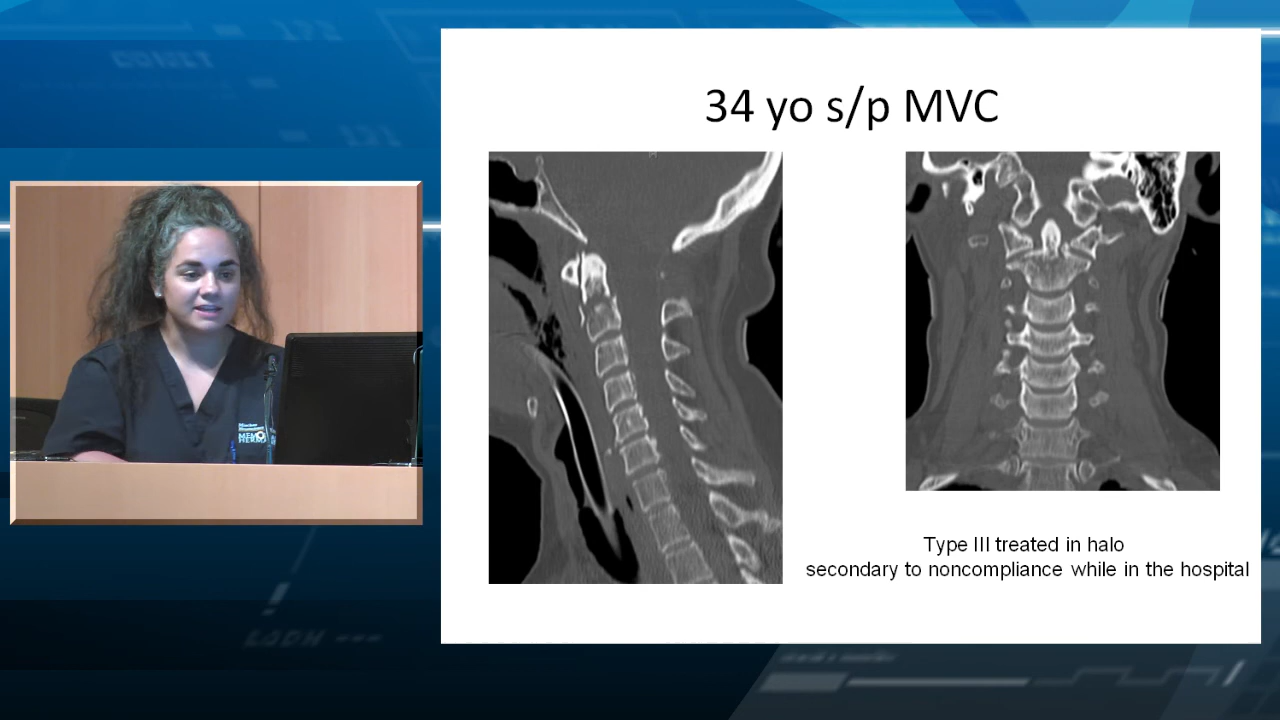 34 yo s/p MVC
Type III treated in halo
secondary to noncompliance while in the hospital